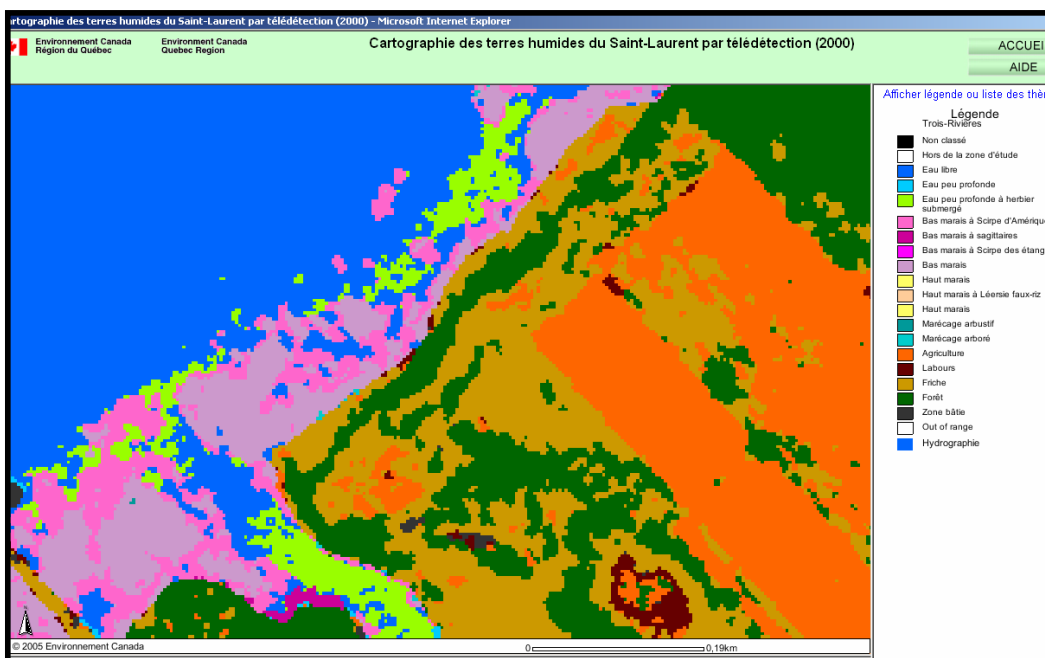 artographie des terres humides du Saint-Laurent par télédétection (2000) - Microsoft Internet Explorer
Environnement Canada
Région du Québec
Environment Canada
Quebec Region
Cartographie des terres humides du Saint-Laurent par télédétection (2000)
ACCUEI
AIDE
Afficher légende ou liste des thè
Légende
Trois-Rivières
Non classé
Hors de la zone d'étude
Eau libre
Eau peu profonde
Eau peu profonde à herbier
submergé
Bas marais à Scirpe d'Amérique
Bas marais à sagittaires
Bas marais à Scirpe des étang
Bas marais
Haut marais
Haut marais à Léersie faux-riz
Haut marais
Marécage arbustif
Marécage arboré
Agriculture
Labours
Friche
Forêt
Zone bâtie
Out of range
Hydrographie
© 2005 Environnement Canada
0
0,19km